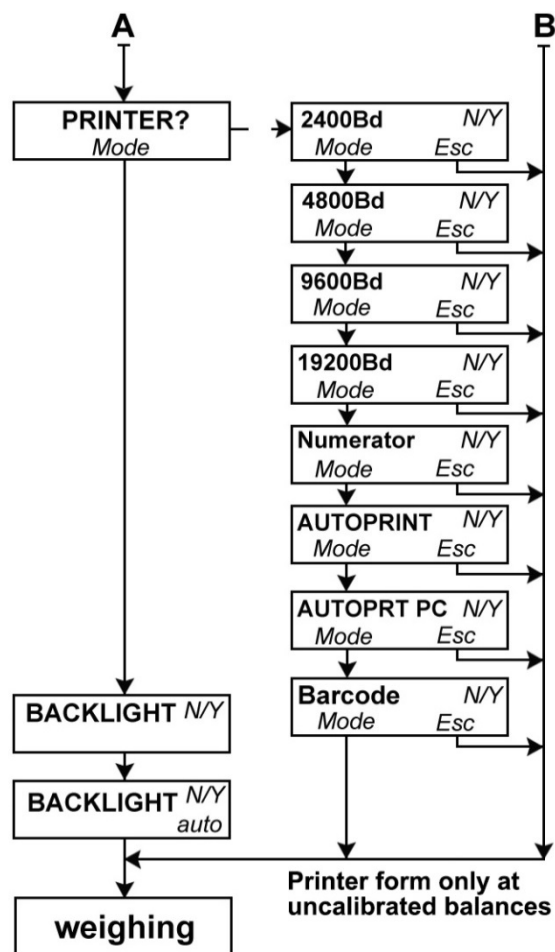 A
B
PRINTER?
Mode
2400Bd N/Y
Mode Esc
4800Bd N/Y
Mode Esc
9600Bd N/Y
Mode Esc
19200Bd N/Y
Mode Esc
Numerator N/Y
Mode Esc
AUTOPRINT N/Y
Mode Esc
AUTOPRT PC N/Y
Mode Esc
Barcode N/Y
Mode Esc
BACKLIGHT N/Y
BACKLIGHT N/Y
auto
Printer form only at
uncalibrated balances
weighing